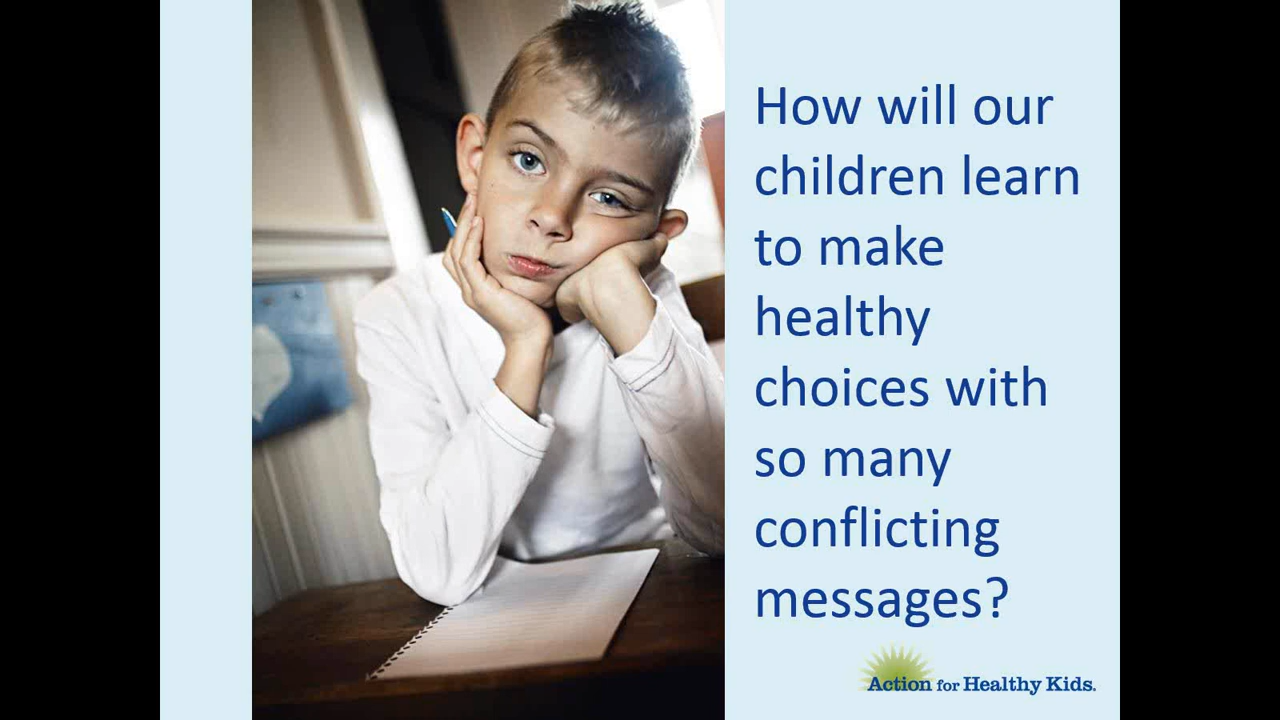 How will our
children learn
to make
healthy
choices with
so many
conflicting
messages?
Action for Healthy Kids.